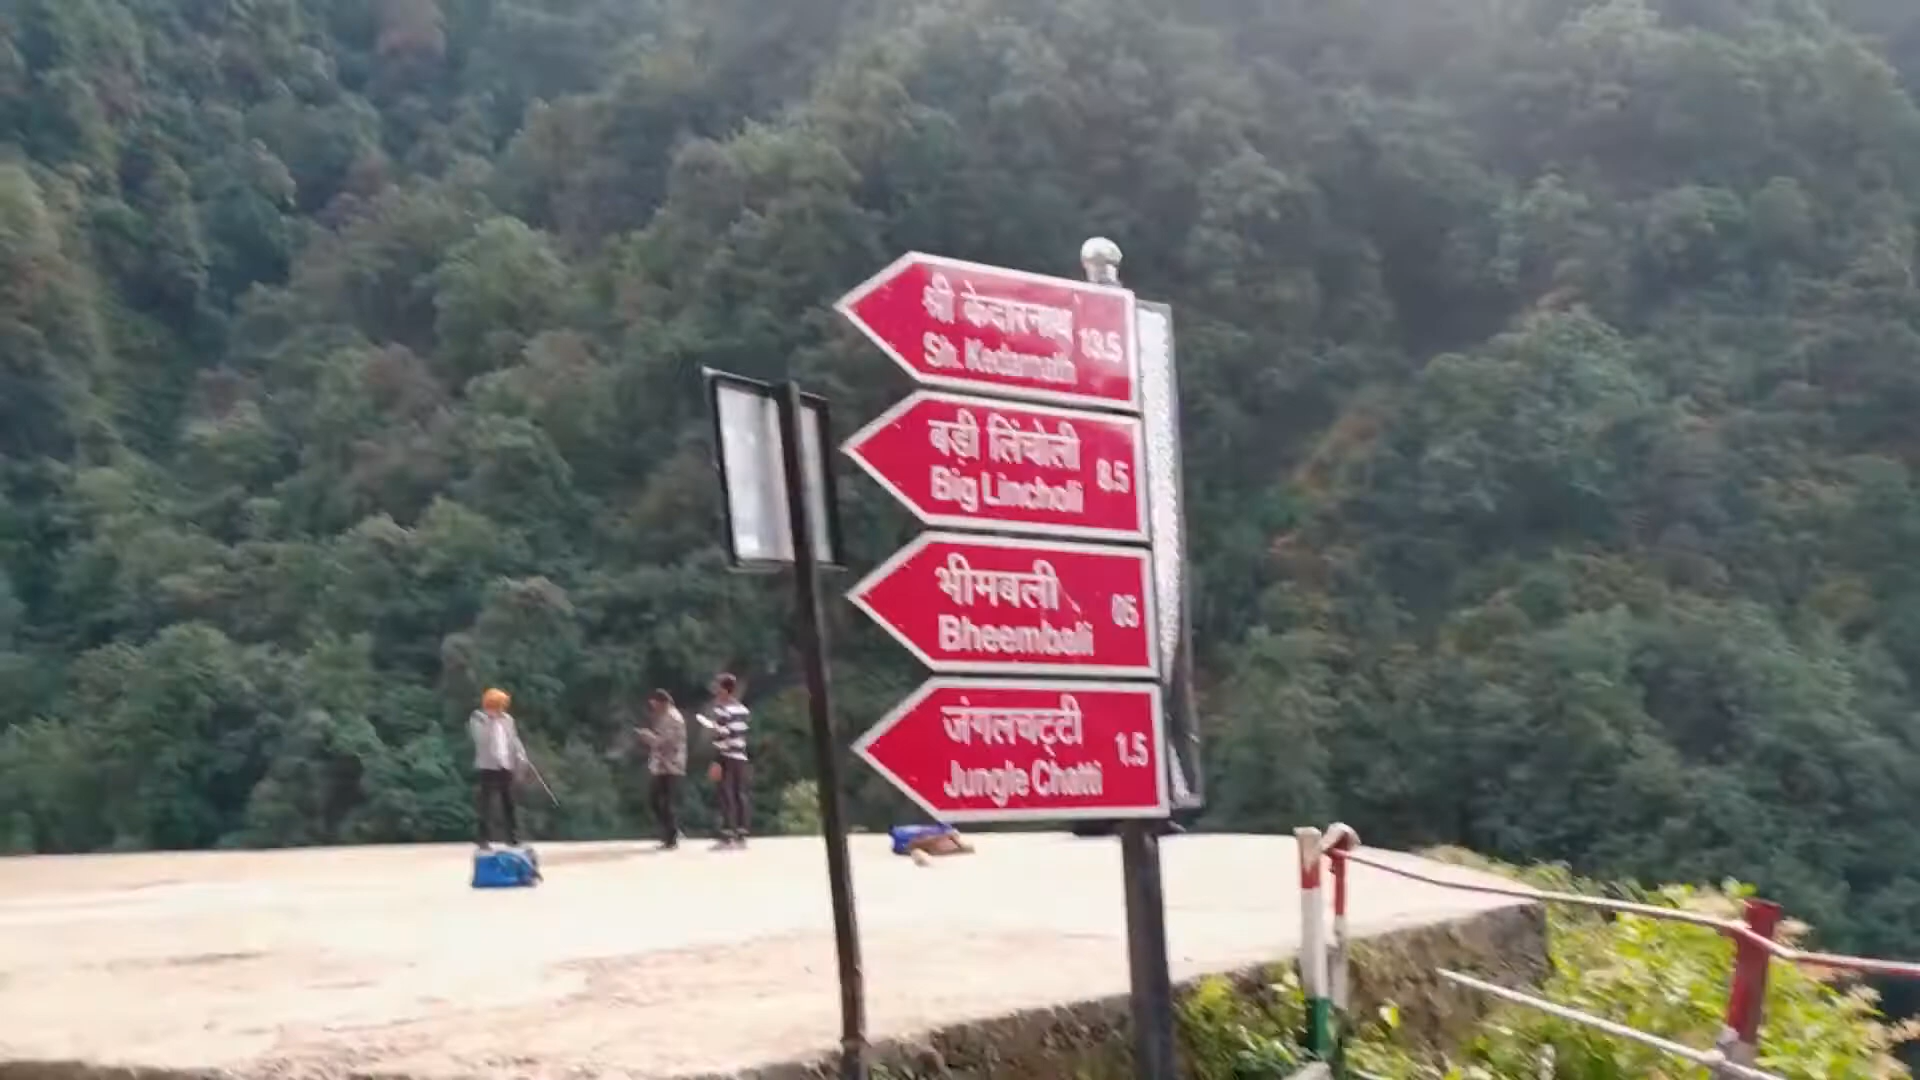 श्री केदारनाथ 13.5
Sh. Kedarnath
बड़ी लिंचोली 8.5
Big Lincholi
भीमबली 05
Bheembali
जंगलचट्टी 1.5
Jungle Chatti